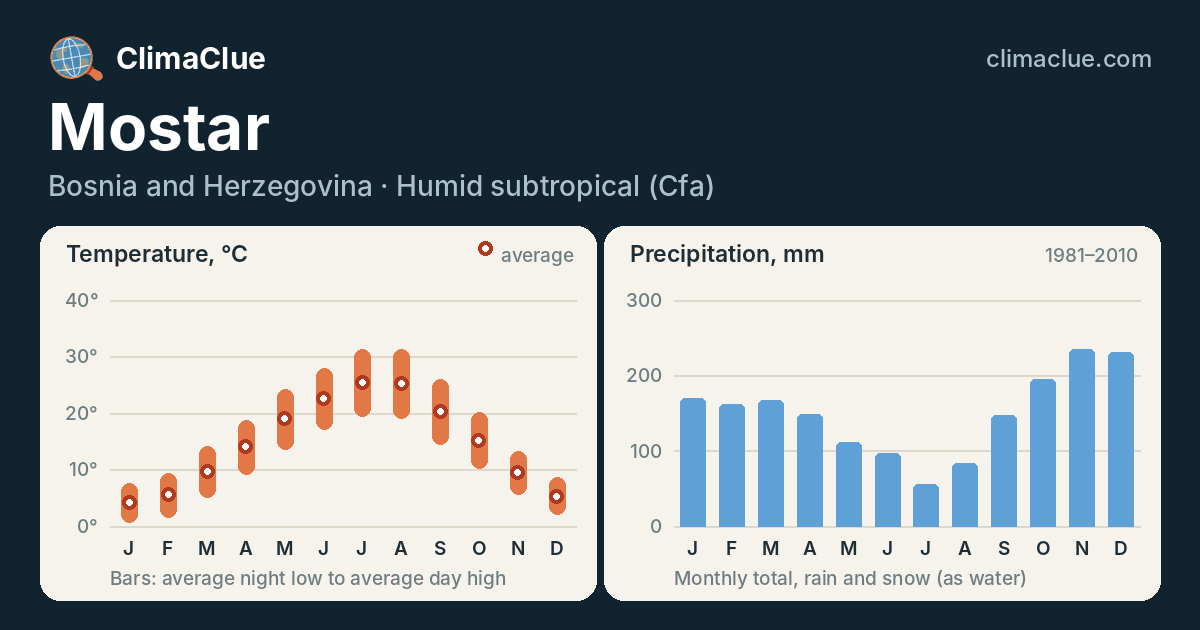 ClimaClue
climaclue.com
Mostar
Bosnia and Herzegovina · Humid subtropical (Cfa)
Temperature, °C
average
40°
30°
20°
10°
0°
J F M A M J J A S O N D
Bars: average night low to average day high
Precipitation, mm
1981–2010
300
200
100
0
J F M A M J J A S O N D
Monthly total, rain and snow (as water)